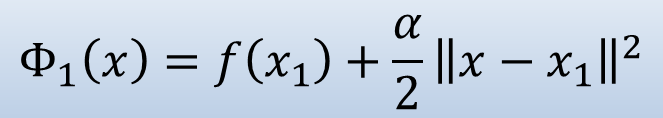 Φ₁(x) = f(x₁) + α/2 ‖x − x₁‖²